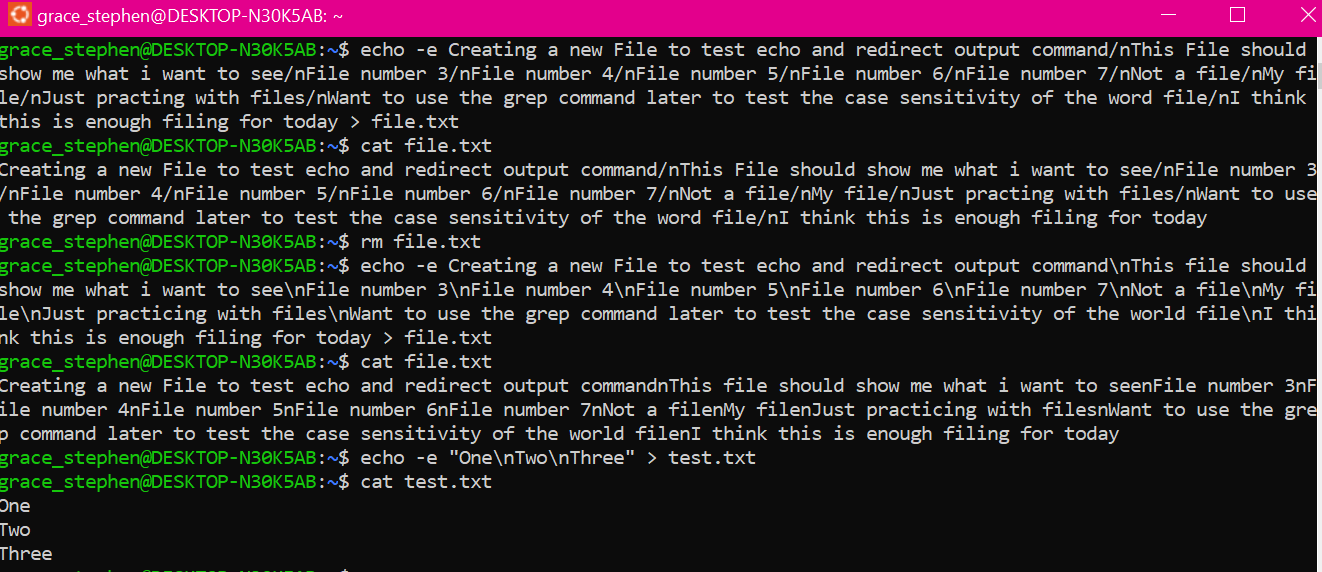 grace_stephen@DESKTOP-N30K5AB: ~
grace_stephen@DESKTOP-N30K5AB:~$ echo -e Creating a new File to test echo and redirect output command/nThis File should
show me what i want to see/nFile number 3/nFile number 4/nFile number 5/nFile number 6/nFile number 7/nNot a file/nMy fi
le/nJust practing with files/nWant to use the grep command later to test the case sensitivity of the word file/nI think
this is enough filing for today > file.txt
grace_stephen@DESKTOP-N30K5AB:~$ cat file.txt
Creating a new File to test echo and redirect output command/nThis File should show me what i want to see/nFile number 3
/nFile number 4/nFile number 5/nFile number 6/nFile number 7/nNot a file/nMy file/nJust practing with files/nWant to use
 the grep command later to test the case sensitivity of the word file/nI think this is enough filing for today
grace_stephen@DESKTOP-N30K5AB:~$ rm file.txt
grace_stephen@DESKTOP-N30K5AB:~$ echo -e Creating a new File to test echo and redirect output command\nThis file should
show me what i want to see\nFile number 3\nFile number 4\nFile number 5\nFile number 6\nFile number 7\nNot a file\nMy fi
le\nJust practicing with files\nWant to use the grep command later to test the case sensitivity of the world file\nI thi
nk this is enough filing for today > file.txt
grace_stephen@DESKTOP-N30K5AB:~$ cat file.txt
Creating a new File to test echo and redirect output commandnThis file should show me what i want to seenFile number 3nF
ile number 4nFile number 5nFile number 6nFile number 7nNot a filenMy filenJust practicing with filesnWant to use the gre
p command later to test the case sensitivity of the world filenI think this is enough filing for today
grace_stephen@DESKTOP-N30K5AB:~$ echo -e "One\nTwo\nThree" > test.txt
grace_stephen@DESKTOP-N30K5AB:~$ cat test.txt
One
Two
Three
grace_stephen@DESKTOP-N30K5AB:~$